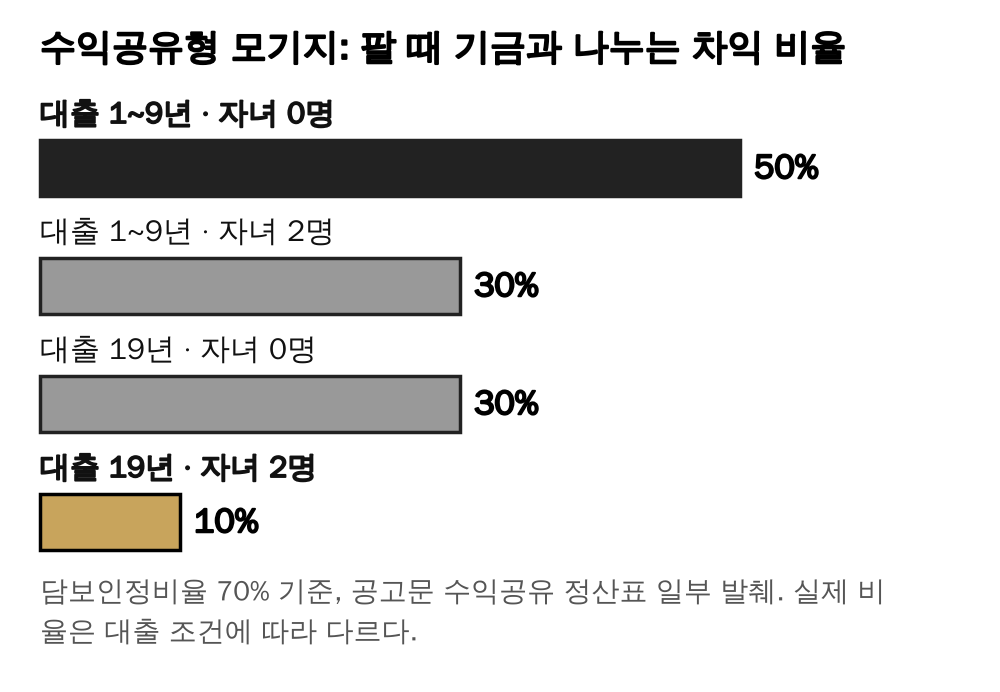 수익공유형 모기지: 팔 때 기금과 나누는 차익 비율
대출 1~9년 · 자녀 0명
50%
대출 1~9년 · 자녀 2명
30%
대출 19년 · 자녀 0명
30%
대출 19년 · 자녀 2명
10%
담보인정비율 70% 기준, 공고문 수익공유 정산표 일부 발췌. 실제 비
율은 대출 조건에 따라 다르다.